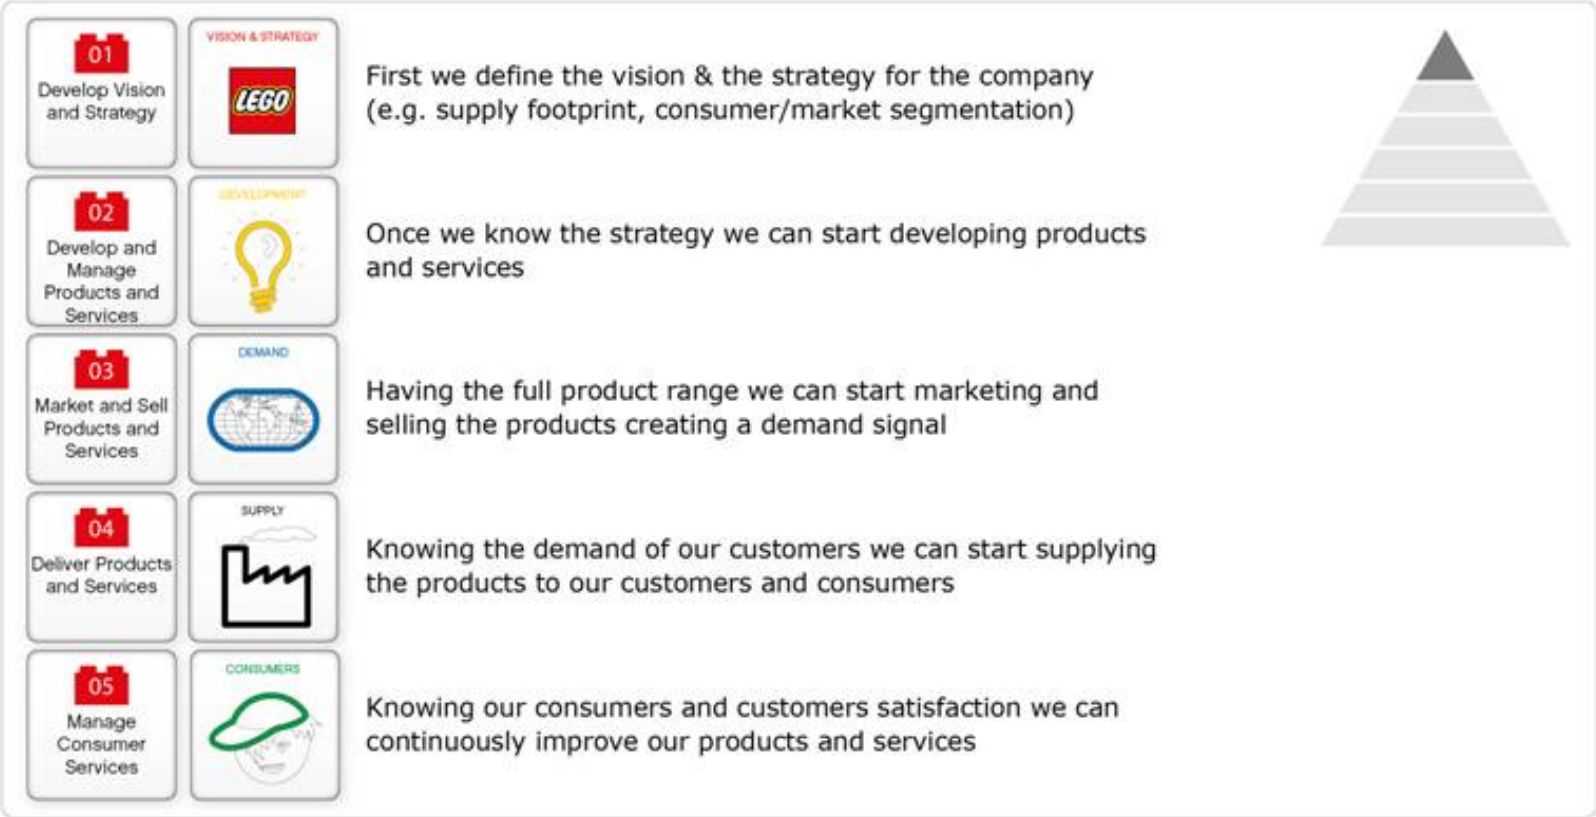 01
Develop Vision
and Strategy
VISION & STRATEGY
LEGO
First we define the vision & the strategy for the company
(e.g. supply footprint, consumer/market segmentation)
02
Develop and
Manage
Products and
Services
DEVELOPMENT
Once we know the strategy we can start developing products
and services
03
Market and Sell
Products and
Services
DEMAND
Having the full product range we can start marketing and
selling the products creating a demand signal
04
Deliver Products
and Services
SUPPLY
Knowing the demand of our customers we can start supplying
the products to our customers and consumers
05
Manage
Consumer
Services
CONSUMERS
Knowing our consumers and customers satisfaction we can
continuously improve our products and services